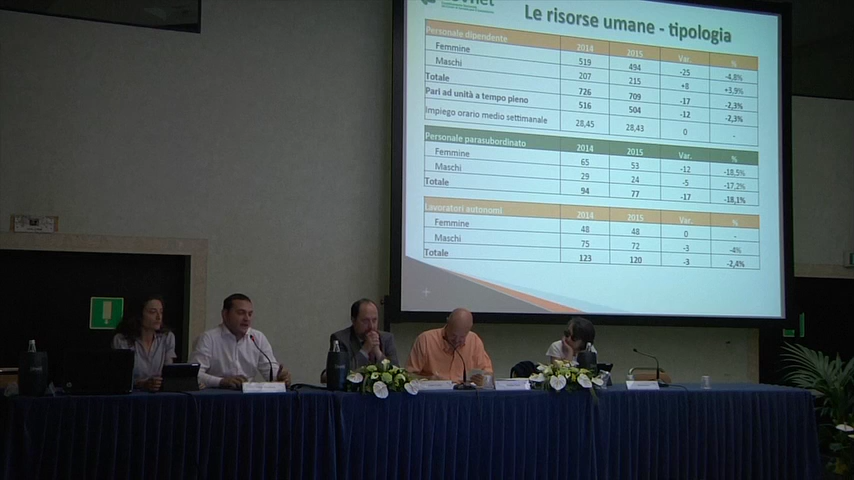 Le risorse umane - tipologia
Personale dipendente 2014 2015 Var. %
Femmine 519 494 -25 -4,8%
Maschi 207 215 +8 +3,9%
Totale 726 709 -17 -2,3%
Pari ad unità a tempo pieno 516 504 -12 -2,3%
Impiego orario medio settimanale 28,45 28,43 0 -
Personale parasubordinato 2014 2015 Var. %
Femmine 65 53 -12 -18,5%
Maschi 29 24 -5 -17,2%
Totale 94 77 -17 -18,1%
Lavoratori autonomi 2014 2015 Var. %
Femmine 48 48 0 -
Maschi 75 72 -3 -4%
Totale 123 120 -3 -2,4%